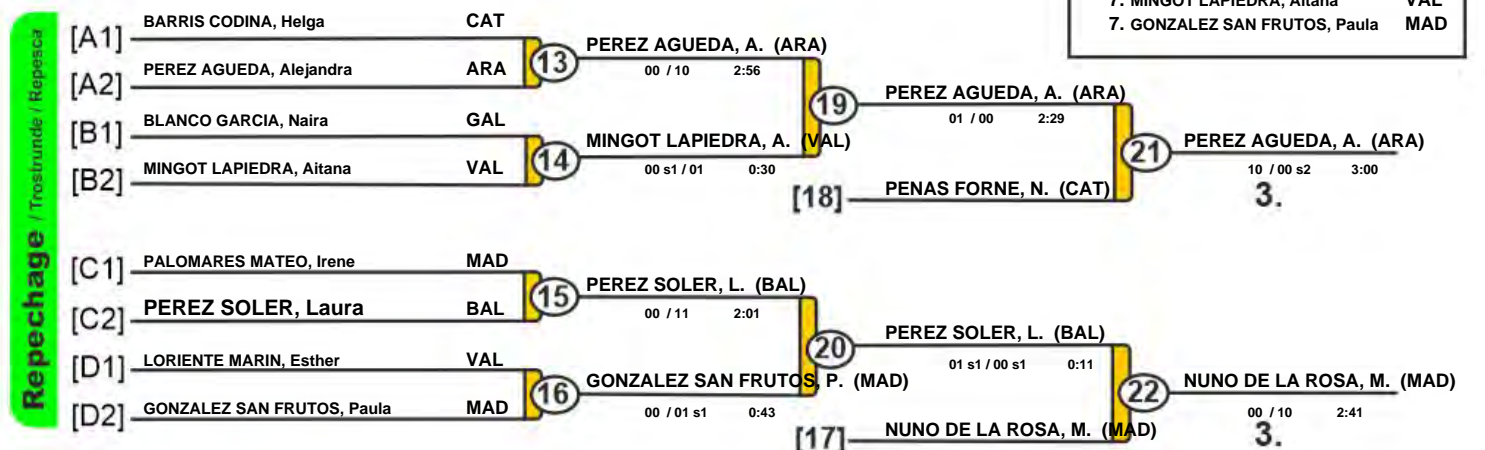 7. MINGOT LAPIEDRA, Aitana VAL
7. GONZALEZ SAN FRUTOS, Paula MAD
Repechage / Trostrunde / Repesca
[A1] BARRIS CODINA, Helga CAT
[A2] PEREZ AGUEDA, Alejandra ARA
13
PEREZ AGUEDA, A. (ARA)
00 / 10 2:56
[B1] BLANCO GARCIA, Naira GAL
[B2] MINGOT LAPIEDRA, Aitana VAL
14
MINGOT LAPIEDRA, A. (VAL)
00 s1 / 01 0:30
19
PEREZ AGUEDA, A. (ARA)
01 / 00 2:29
[18] PENAS FORNE, N. (CAT)
21
PEREZ AGUEDA, A. (ARA)
10 / 00 s2 3:00
3.
[C1] PALOMARES MATEO, Irene MAD
[C2] PEREZ SOLER, Laura BAL
15
PEREZ SOLER, L. (BAL)
00 / 11 2:01
[D1] LORIENTE MARIN, Esther VAL
[D2] GONZALEZ SAN FRUTOS, Paula MAD
16
GONZALEZ SAN FRUTOS, P. (MAD)
00 / 01 s1 0:43
20
PEREZ SOLER, L. (BAL)
01 s1 / 00 s1 0:11
[17] NUNO DE LA ROSA, M. (MAD)
22
NUNO DE LA ROSA, M. (MAD)
00 / 10 2:41
3.